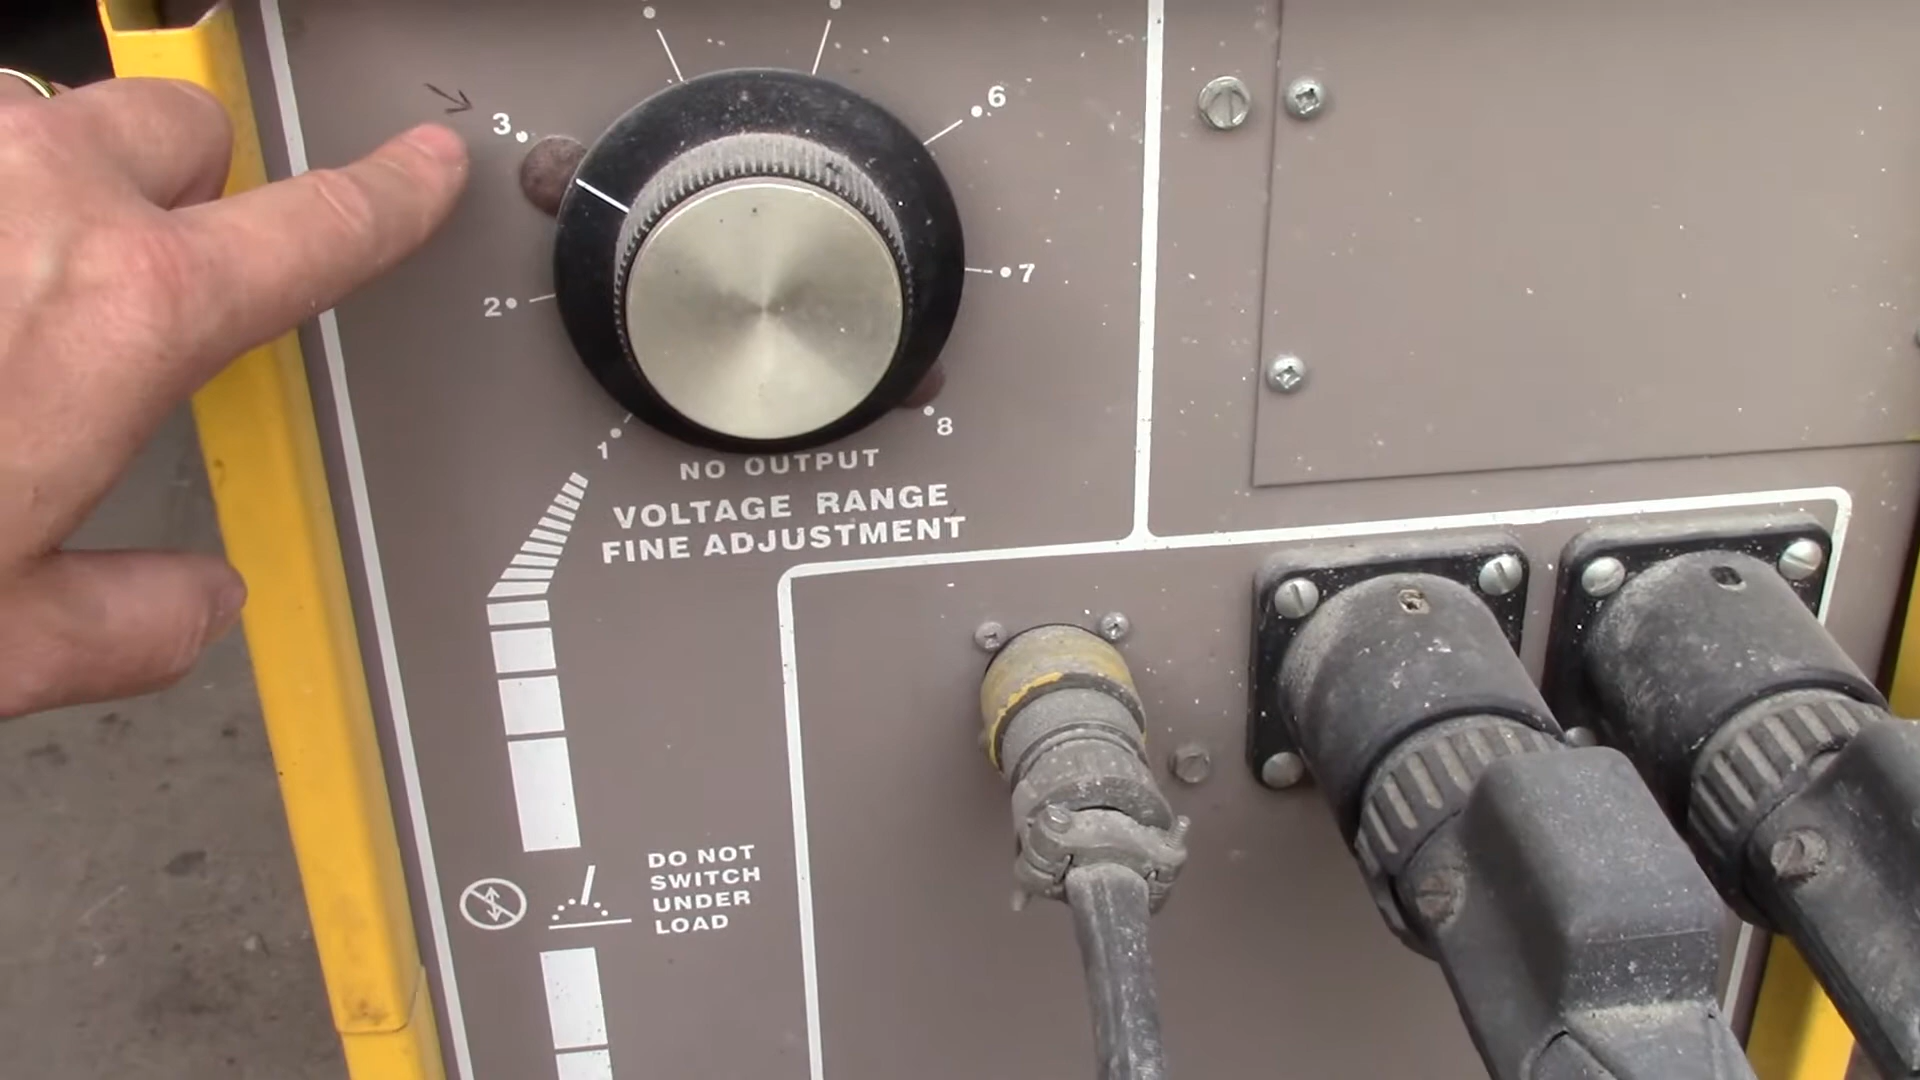 6
3
7
2
8
1
NO OUTPUT
VOLTAGE RANGE
FINE ADJUSTMENT
DO NOT
SWITCH
UNDER
LOAD